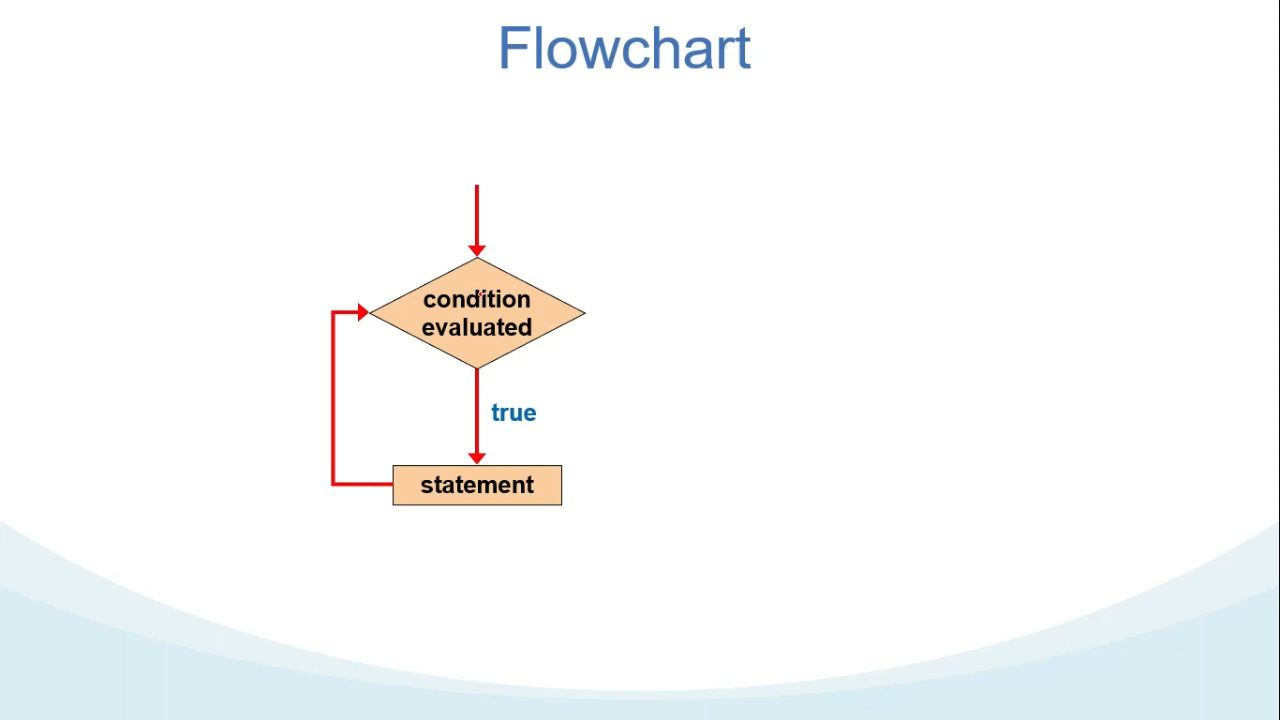 Flowchart
condition
evaluated
true
statement